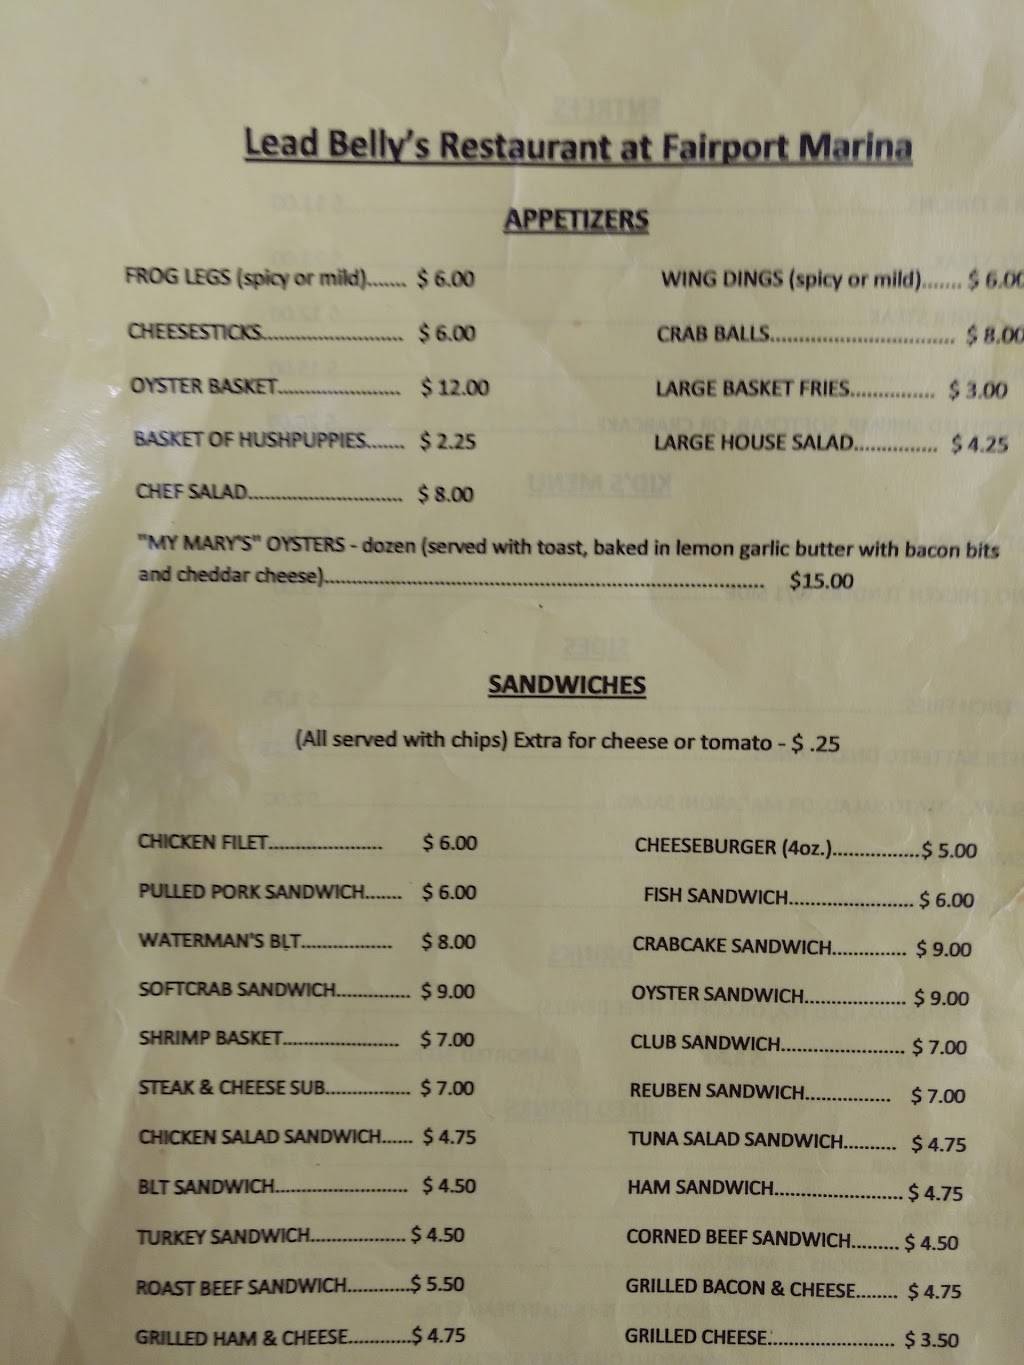 Lead Belly's Restaurant at Fairport Marina
APPETIZERS
FROG LEGS (spicy or mild)....... $ 6.00
WING DINGS (spicy or mild)....... $ 6.00
CHEESESTICKS.......................... $ 6.00
CRAB BALLS................................ $ 8.00
OYSTER BASKET...................... $ 12.00
LARGE BASKET FRIES............... $ 3.00
BASKET OF HUSHPUPPIES....... $ 2.25
LARGE HOUSE SALAD............... $ 4.25
CHEF SALAD............................ $ 8.00
"MY MARY'S" OYSTERS - dozen (served with toast, baked in lemon garlic butter with bacon bits
and cheddar cheese)................................................................................ $15.00
SANDWICHES
(All served with chips) Extra for cheese or tomato - $ .25
CHICKEN FILET...................... $ 6.00
CHEESEBURGER (4oz.)................$ 5.00
PULLED PORK SANDWICH....... $ 6.00
FISH SANDWICH....................... $ 6.00
WATERMAN'S BLT................. $ 8.00
CRABCAKE SANDWICH.............. $ 9.00
SOFTCRAB SANDWICH.............. $ 9.00
OYSTER SANDWICH................... $ 9.00
SHRIMP BASKET...................... $ 7.00
CLUB SANDWICH....................... $ 7.00
STEAK & CHEESE SUB................ $ 7.00
REUBEN SANDWICH................ $ 7.00
CHICKEN SALAD SANDWICH...... $ 4.75
TUNA SALAD SANDWICH.......... $ 4.75
BLT SANDWICH......................... $ 4.50
HAM SANDWICH........................ $ 4.75
TURKEY SANDWICH.................. $ 4.50
CORNED BEEF SANDWICH......... $ 4.50
ROAST BEEF SANDWICH............$ 5.50
GRILLED BACON & CHEESE........ $ 4.75
GRILLED HAM & CHEESE............$ 4.75
GRILLED CHEESE........................ $ 3.50